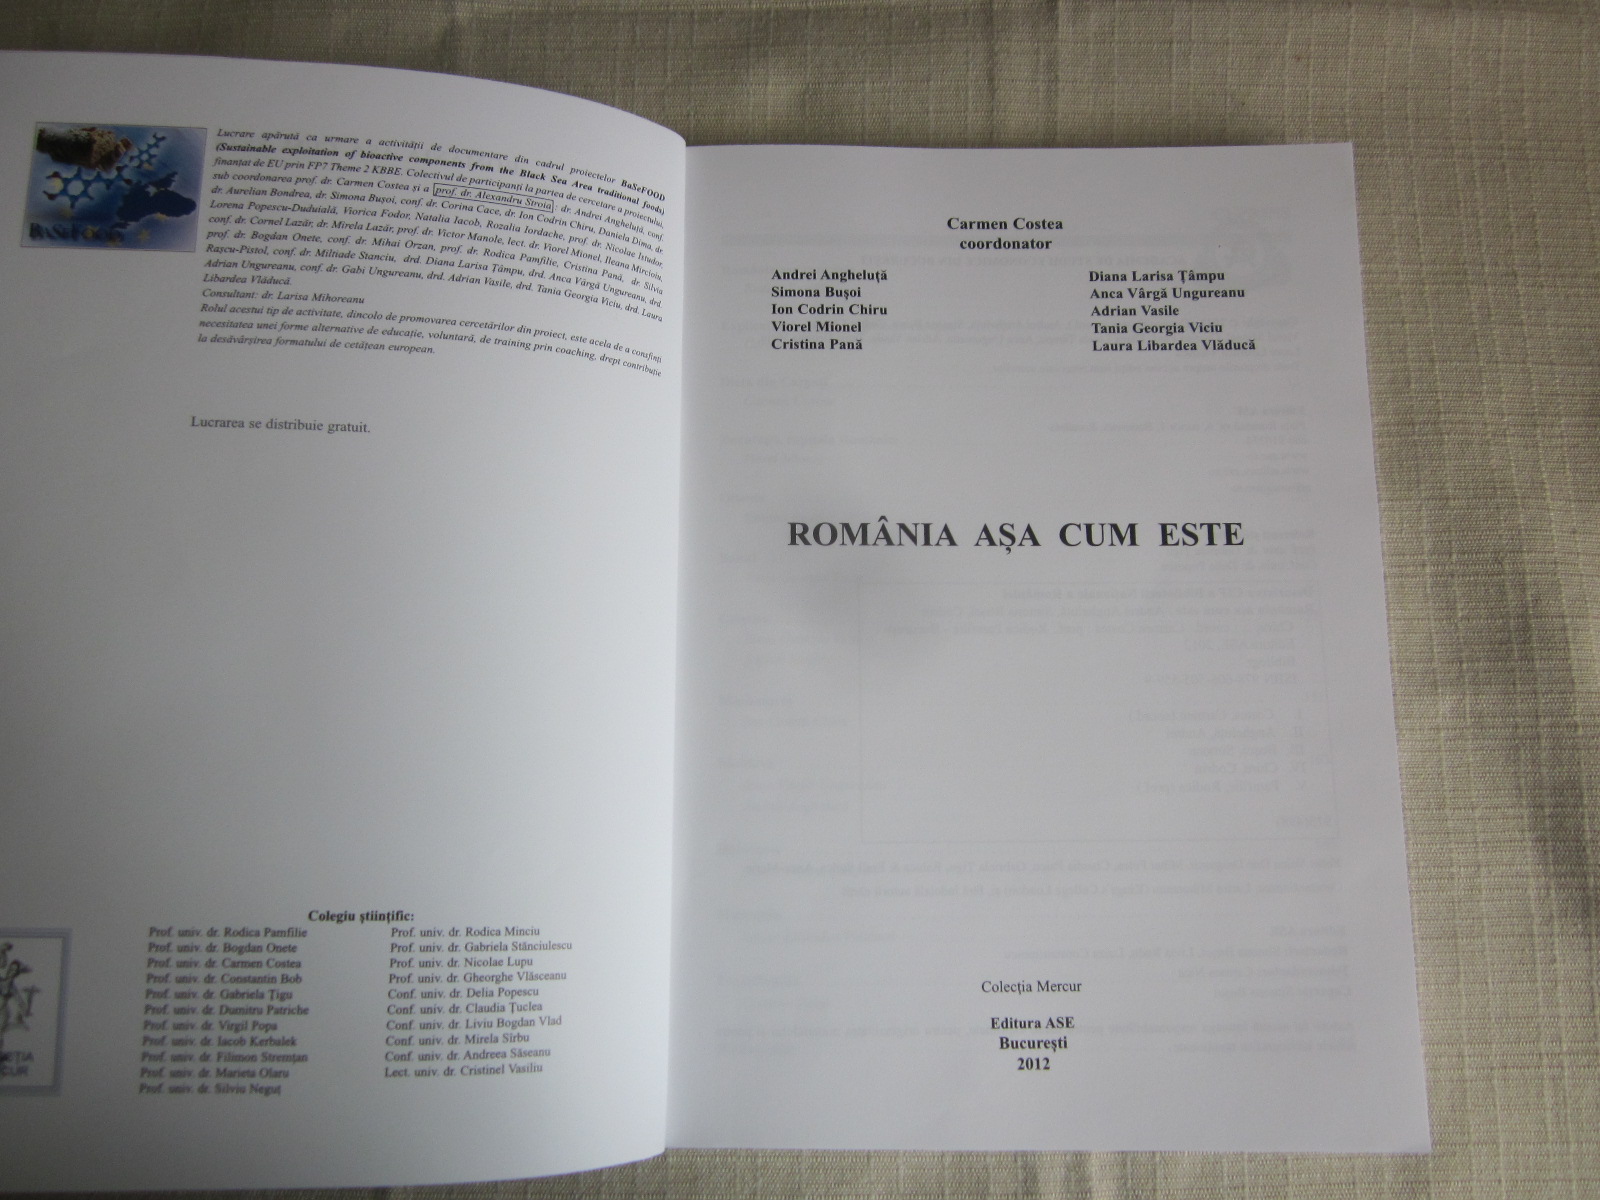 BASEFOOD
Lucrare apărută ca urmare a activității de documentare din cadrul proiectelor BaSeFOOD
(Sustainable exploitation of bioactive components from the Black Sea Area traditional foods)
finanțat de EU prin FP7 Theme 2 KBBE. Colectivul de participanți la partea de cercetare a proiectului,
sub coordonarea prof. dr. Carmen Costea și a prof. dr. Alexandru Stroia: dr. Andrei Angheluță, conf.
dr. Aurelian Bondrea, dr. Simona Bușoi, conf. dr. Corina Cace, dr. Ion Codrin Chiru, Daniela Dima, dr.
Lorena Popescu-Duduială, Viorica Fodor, Natalia Iacob, Rozalia Iordache, prof. dr. Nicolae Istudor,
conf. dr. Cornel Lazăr, dr. Mirela Lazăr, prof. dr. Victor Manole, lect. dr. Viorel Mionel, Ileana Mircioiu,
prof. dr. Bogdan Onete, conf. dr. Mihai Orzan, prof. dr. Rodica Pamfilie, Cristina Pană, dr. Silvia
Rașcu-Pistol, conf. dr. Miltiade Stanciu, drd. Diana Larisa Țâmpu, drd. Anca Vârgă Ungureanu, drd.
Adrian Ungureanu, conf. dr. Gabi Ungureanu, drd. Adrian Vasile, drd. Tania Georgia Viciu, drd. Laura
Libardea Vlăducă.
Consultant: dr. Larisa Mihoreanu
Rolul acestui tip de activitate, dincolo de promovarea cercetărilor din proiect, este acela de a consfinți
necesitatea unei forme alternative de educație, voluntară, de training prin coaching, drept contribuție
la desăvârșirea formatului de cetățean european.
Lucrarea se distribuie gratuit.
Colegiu științific:
Prof. univ. dr. Rodica Pamfilie
Prof. univ. dr. Bogdan Onete
Prof. univ. dr. Carmen Costea
Prof. univ. dr. Constantin Bob
Prof. univ. dr. Gabriela Țigu
Prof. univ. dr. Dumitru Patriche
Prof. univ. dr. Virgil Popa
Prof. univ. dr. Iacob Kerbalek
Prof. univ. dr. Filimon Stremțan
Prof. univ. dr. Marieta Olaru
Prof. univ. dr. Silviu Neguț
Prof. univ. dr. Rodica Minciu
Prof. univ. dr. Gabriela Stănciulescu
Prof. univ. dr. Nicolae Lupu
Prof. univ. dr. Gheorghe Vlăsceanu
Conf. univ. dr. Delia Popescu
Conf. univ. dr. Claudia Țuclea
Conf. univ. dr. Liviu Bogdan Vlad
Conf. univ. dr. Mirela Sîrbu
Conf. univ. dr. Andreea Săseanu
Lect. univ. dr. Cristinel Vasiliu
Carmen Costea
coordonator
Andrei Angheluță
Simona Bușoi
Ion Codrin Chiru
Viorel Mionel
Cristina Pană
Diana Larisa Țâmpu
Anca Vârgă Ungureanu
Adrian Vasile
Tania Georgia Viciu
Laura Libardea Vlăducă
ROMÂNIA AȘA CUM ESTE
Colecția Mercur
Editura ASE
București
2012